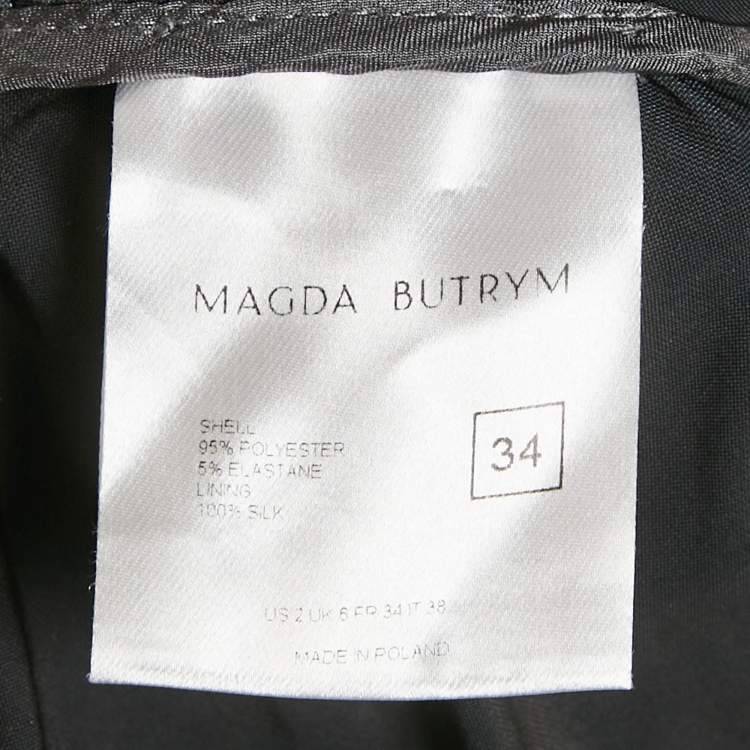 MAGDA BUTRYM
SHELL
95% POLYESTER
5% ELASTANE
LINING
100% SILK
34
US 2 UK 6 FR 34 IT 38
MADE IN POLAND